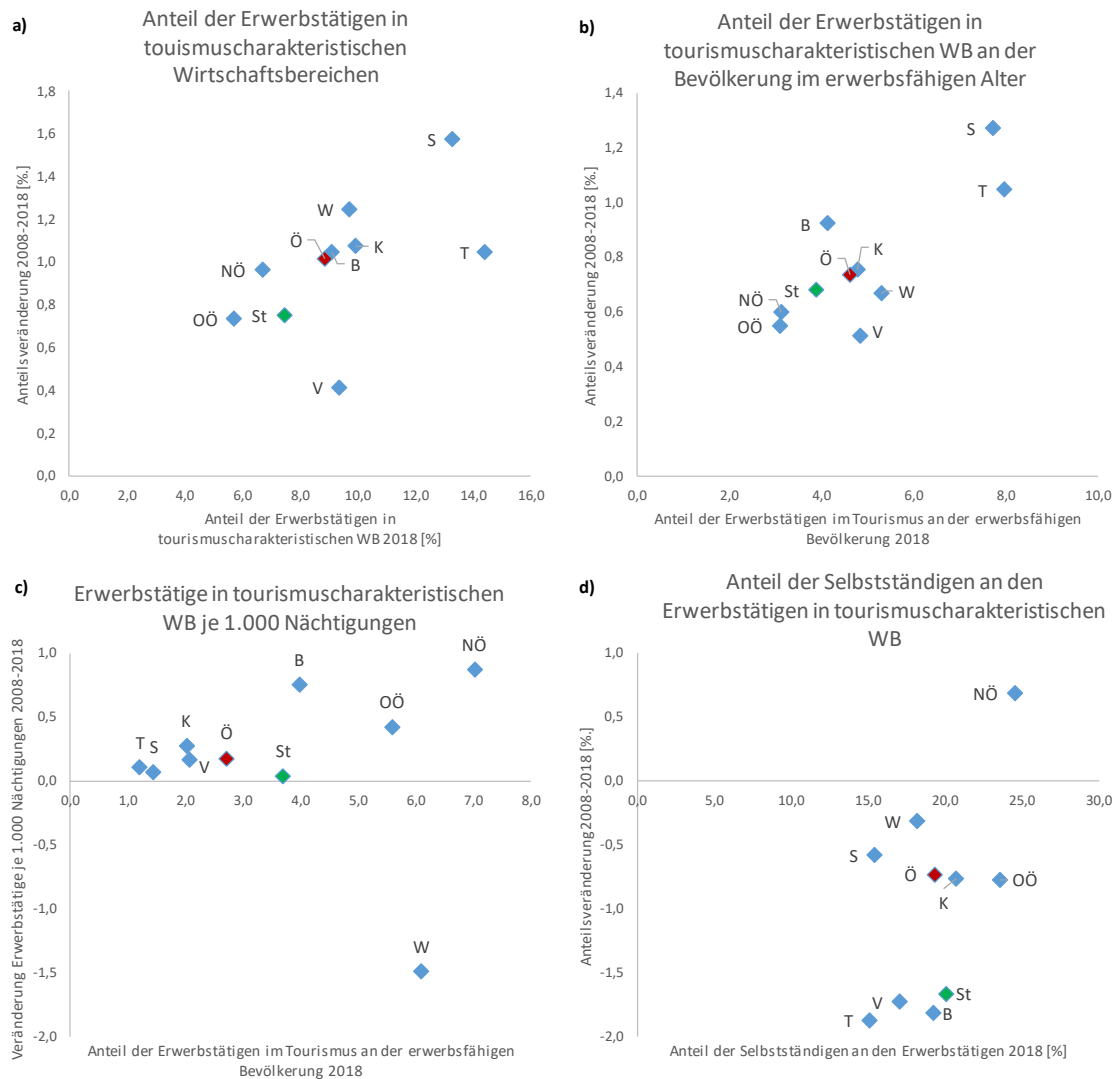 a)
Anteil der Erwerbstätigen in
touismuscharakteristischen
Wirtschaftsbereichen
Anteilsveränderung 2008-2018 [%.]
1,8
1,6
1,4
1,2
1,0
0,8
0,6
0,4
0,2
0,0
S
W
Ö
K
B
T
NÖ
OÖ
St
V
0,0 2,0 4,0 6,0 8,0 10,0 12,0 14,0 16,0
Anteil der Erwerbstätigen in
tourismuscharakteristischen WB 2018 [%]
b)
Anteil der Erwerbstätigen in
tourismuscharakteristischen WB an der
Bevölkerung im erwerbsfähigen Alter
Anteilsveränderung 2008-2018 [%.]
1,4
1,2
1,0
0,8
0,6
0,4
0,2
0,0
S
T
B
K
Ö
St
W
NÖ
OÖ
V
0,0 2,0 4,0 6,0 8,0 10,0
Anteil der Erwerbstätigen im Tourismus an der erwerbsfähigen
Bevölkerung 2018
c)
Erwerbstätige in tourismuscharakteristischen
WB je 1.000 Nächtigungen
Veränderung Erwerbstätige je 1.000 Nächtigungen 2008-2018
1,0
0,5
0,0
-0,5
-1,0
-1,5
-2,0
NÖ
B
OÖ
K
Ö
T
S
St
V
0,0 1,0 2,0 3,0 4,0 5,0 6,0 7,0 8,0
W
Anteil der Erwerbstätigen im Tourismus an der erwerbsfähigen
Bevölkerung 2018
d)
Anteil der Selbstständigen an den
Erwerbstätigen in tourismuscharakteristischen
WB
Anteilsveränderung 2008-2018 [%.]
1,0
0,5
0,0
-0,5
-1,0
-1,5
-2,0
NÖ
0,0 5,0 10,0 15,0 20,0 25,0 30,0
W
S
Ö
OÖ
K
St
V
B
T
Anteil der Selbstständigen an den Erwerbstätigen 2018 [%]